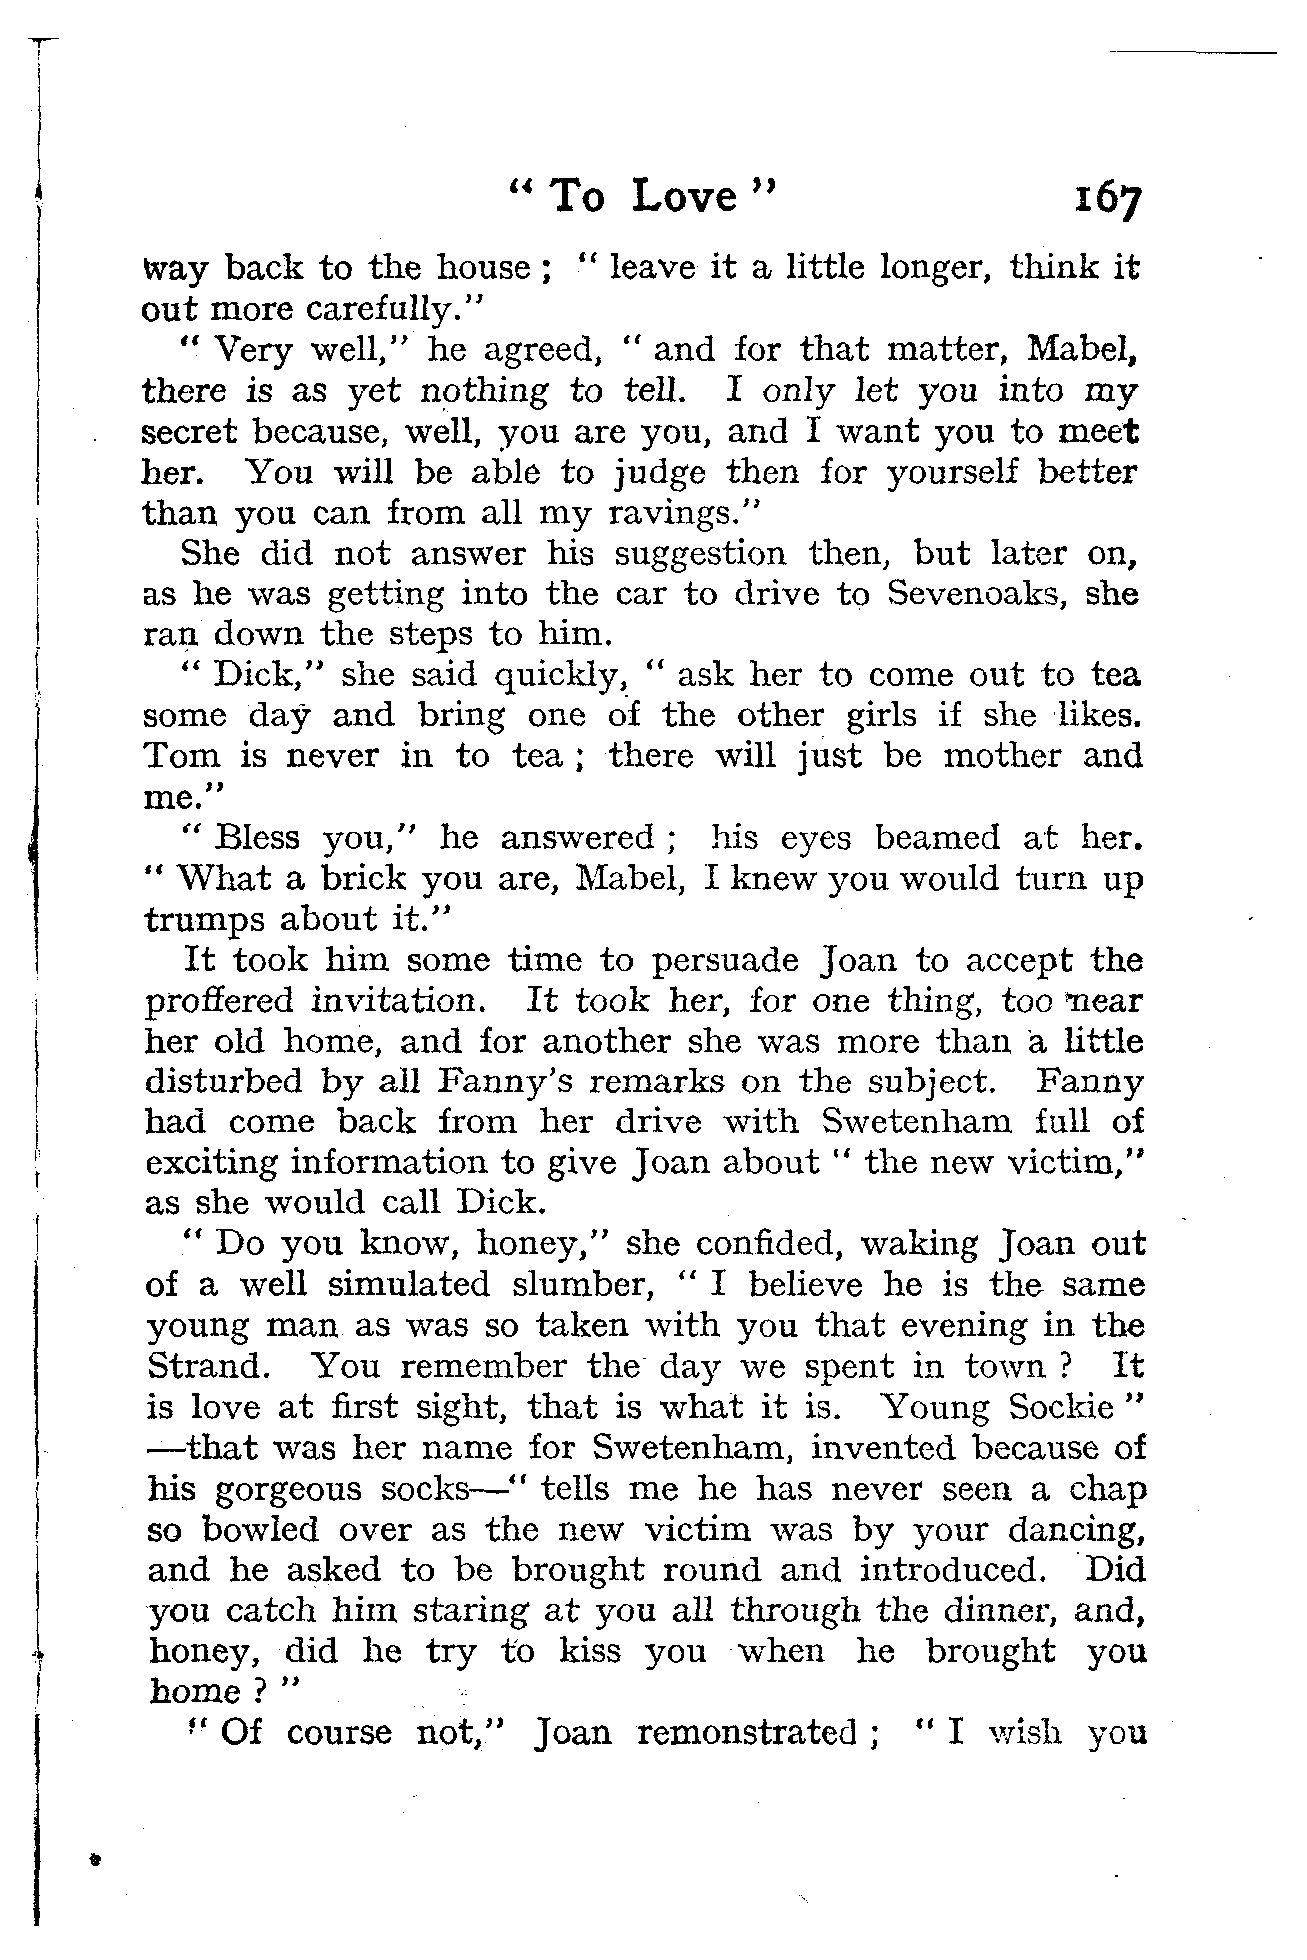 “ To Love ” 167
way back to the house ; “ leave it a little longer, think it
out more carefully.”
“ Very well,” he agreed, “ and for that matter, Mabel,
there is as yet nothing to tell. I only let you into my
secret because, well, you are you, and I want you to meet
her. You will be able to judge then for yourself better
than you can from all my ravings.”
She did not answer his suggestion then, but later on,
as he was getting into the car to drive to Sevenoaks, she
ran down the steps to him.
“ Dick,” she said quickly, “ ask her to come out to tea
some day and bring one of the other girls if she likes.
Tom is never in to tea ; there will just be mother and
me.”
“ Bless you,” he answered ; his eyes beamed at her.
“ What a brick you are, Mabel, I knew you would turn up
trumps about it.”
It took him some time to persuade Joan to accept the
proffered invitation. It took her, for one thing, too near
her old home, and for another she was more than a little
disturbed by all Fanny’s remarks on the subject. Fanny
had come back from her drive with Swetenham full of
exciting information to give Joan about “ the new victim,”
as she would call Dick.
“ Do you know, honey,” she confided, waking Joan out
of a well simulated slumber, “ I believe he is the same
young man as was so taken with you that evening in the
Strand. You remember the day we spent in town ? It
is love at first sight, that is what it is. Young Sockie ”
—that was her name for Swetenham, invented because of
his gorgeous socks—“ tells me he has never seen a chap
so bowled over as the new victim was by your dancing,
and he asked to be brought round and introduced. Did
you catch him staring at you all through the dinner, and,
honey, did he try to kiss you when he brought you
home ? ”
“ Of course not,” Joan remonstrated ; “ I wish you